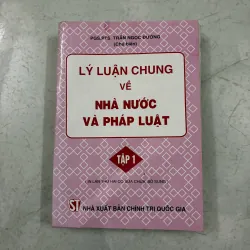 PGS.PTS. TRẦN NGỌC ĐƯỜNG
(Chủ biên)
LÝ LUẬN CHUNG
VỀ
NHÀ NƯỚC
VÀ PHÁP LUẬT
TẬP 1
NHÀ XUẤT BẢN CHÍNH TRỊ QUỐC GIA